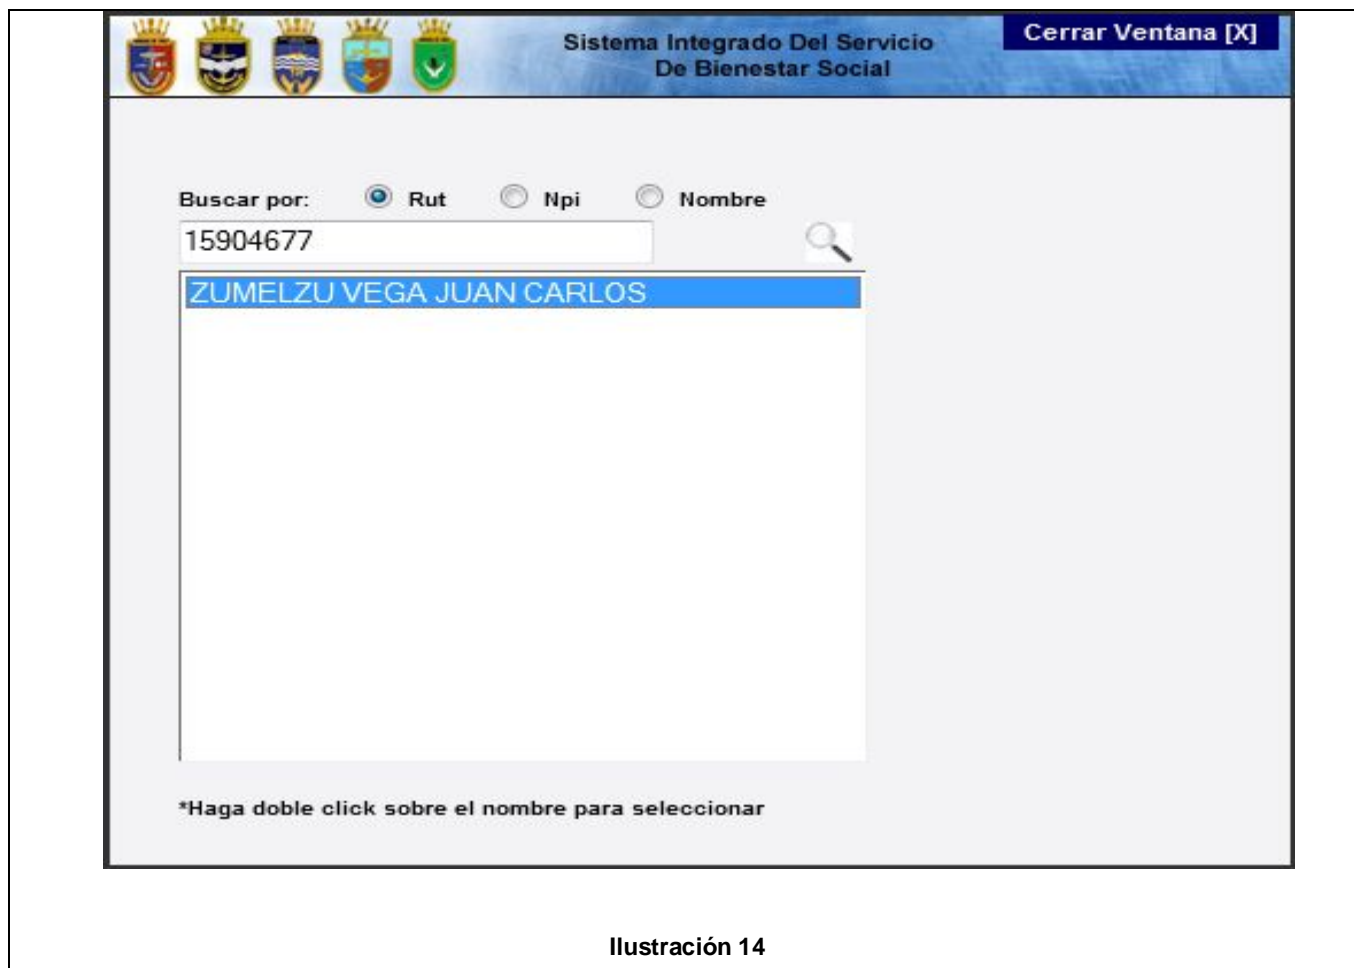 Sistema Integrado Del Servicio
De Bienestar Social
Cerrar Ventana [X]
Buscar por: Rut Npi Nombre
15904677
ZUMELZU VEGA JUAN CARLOS
*Haga doble click sobre el nombre para seleccionar
Ilustración 14